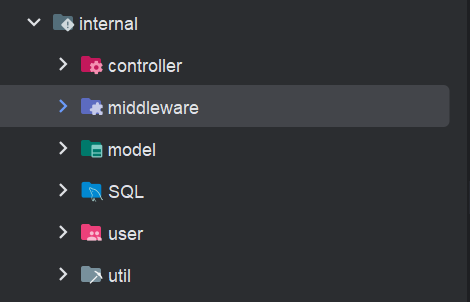 internal
controller
middleware
model
SQL
user
util